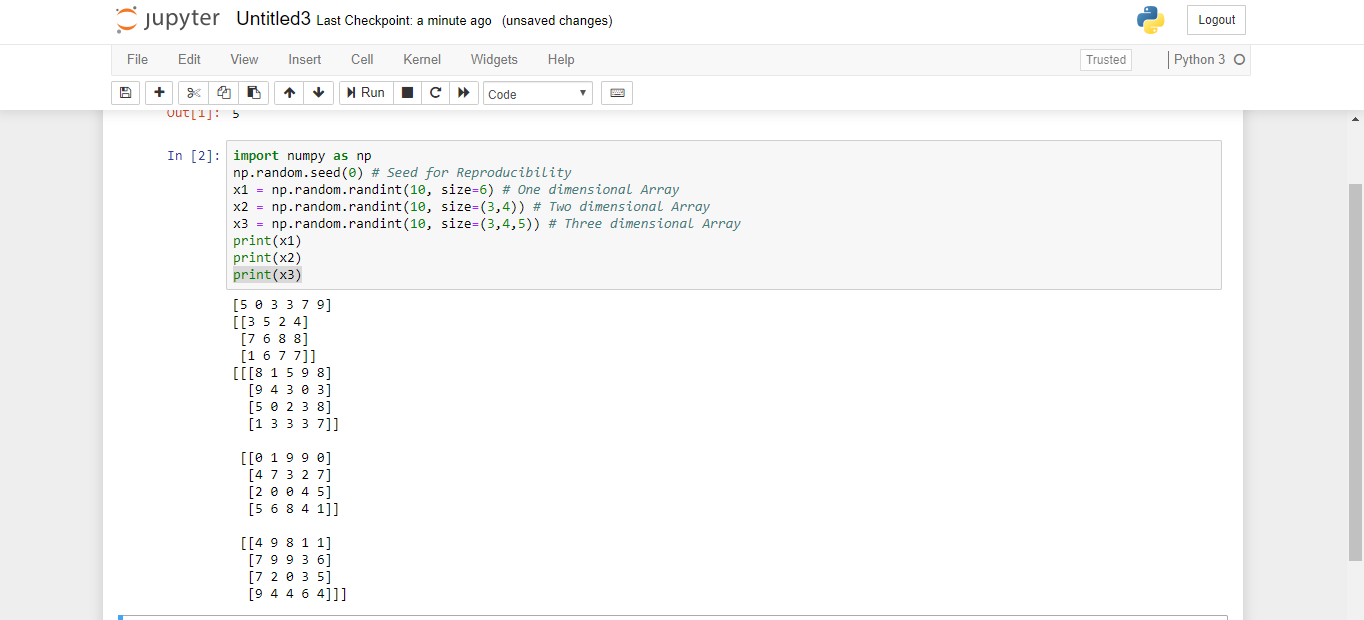 jupyter Untitled3 Last Checkpoint: a minute ago (unsaved changes) Logout
File Edit View Insert Cell Kernel Widgets Help Trusted Python 3
Run Code
Out[1]: 5
In [2]: import numpy as np
np.random.seed(0) # Seed for Reproducibility
x1 = np.random.randint(10, size=6) # One dimensional Array
x2 = np.random.randint(10, size=(3,4)) # Two dimensional Array
x3 = np.random.randint(10, size=(3,4,5)) # Three dimensional Array
print(x1)
print(x2)
print(x3)
[5 0 3 3 7 9]
[[3 5 2 4]
[7 6 8 8]
[1 6 7 7]]
[[[8 1 5 9 8]
[9 4 3 0 3]
[5 0 2 3 8]
[1 3 3 3 7]]
[[0 1 9 9 0]
[4 7 3 2 7]
[2 0 0 4 5]
[5 6 8 4 1]]
[[4 9 8 1 1]
[7 9 9 3 6]
[7 2 0 3 5]
[9 4 4 6 4]]]